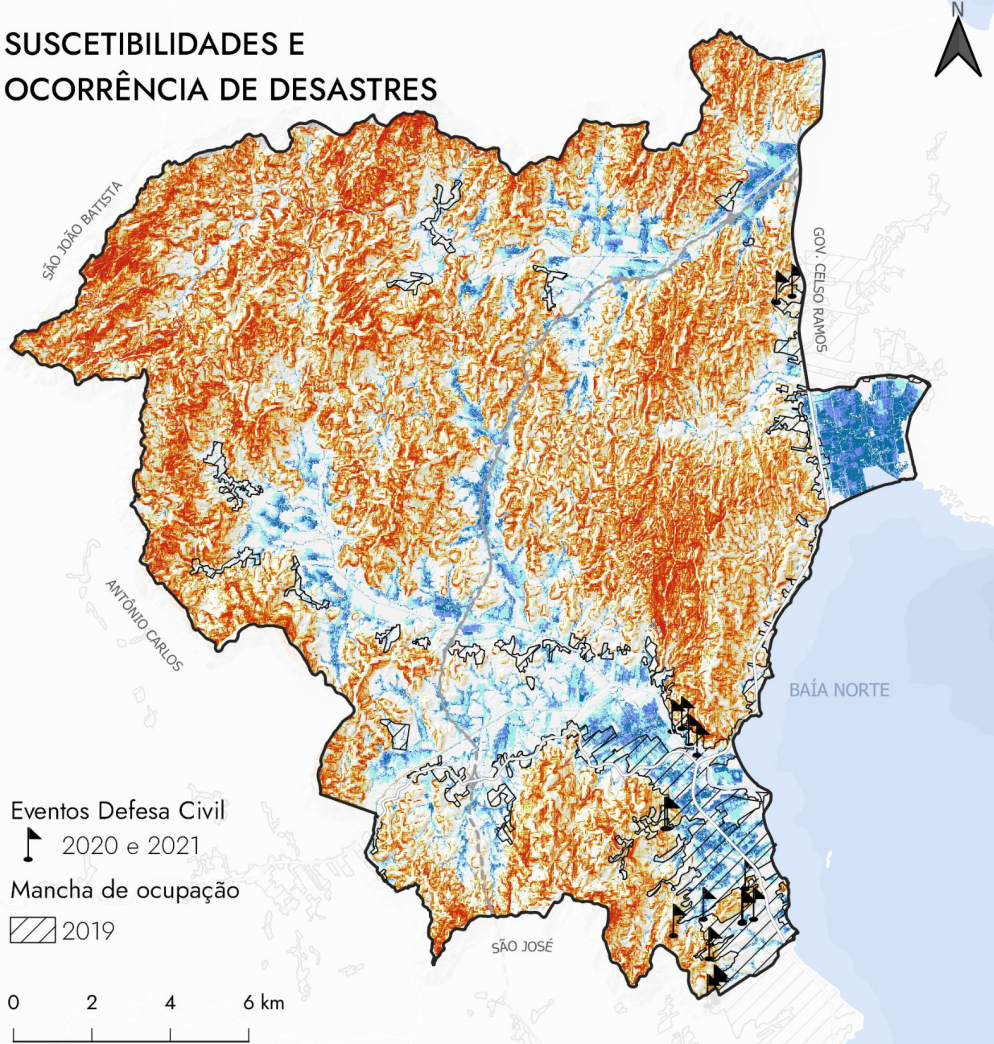 SUSCETIBILIDADES E
OCORRÊNCIA DE DESASTRES
N
SÃO JOÃO BATISTA
GOV. CELSO RAMOS
ANTÔNIO CARLOS
BAÍA NORTE
SÃO JOSÉ
Eventos Defesa Civil
2020 e 2021
Mancha de ocupação
2019
0 2 4 6 km